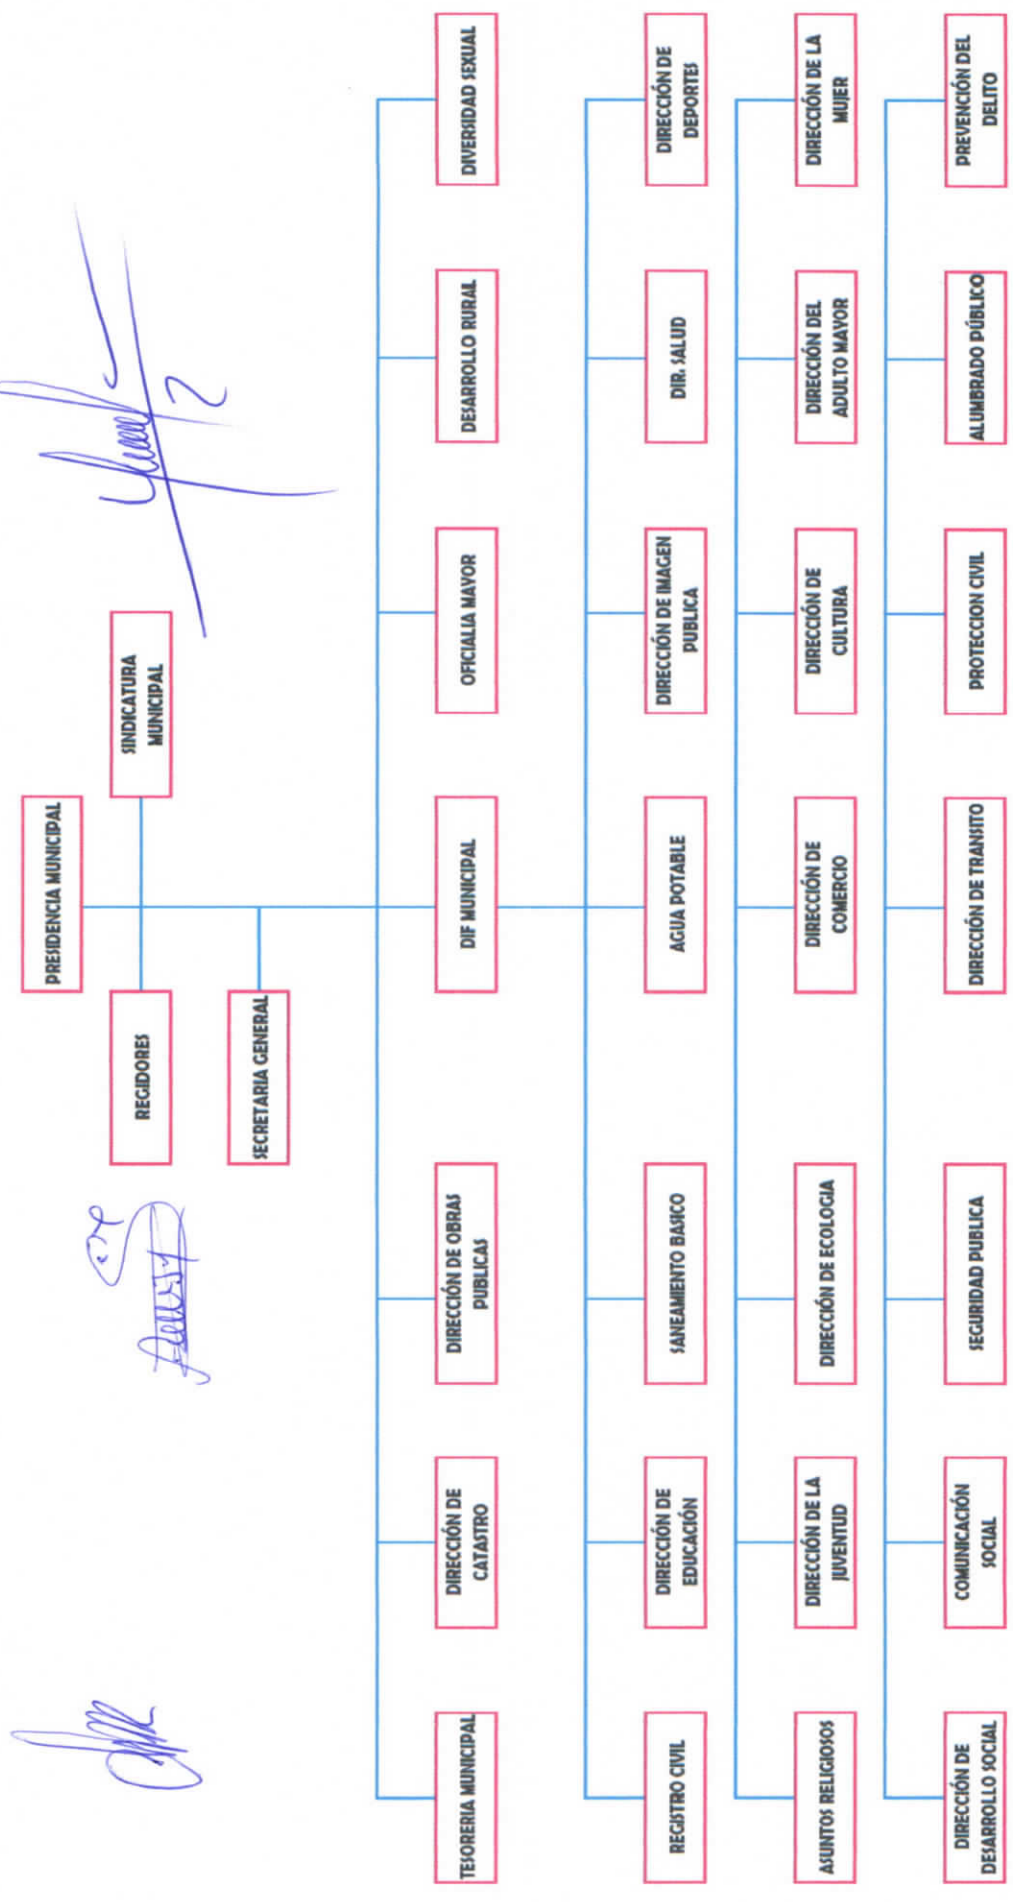 PRESIDENCIA MUNICIPAL
REGIDORES
SINDICATURA
MUNICIPAL
SECRETARIA GENERAL
TESORERIA MUNICIPAL
DIRECCIÓN DE
CATASTRO
DIRECCIÓN DE OBRAS
PUBLICAS
DIF MUNICIPAL
OFICIALIA MAYOR
DESARROLLO RURAL
DIVERSIDAD SEXUAL
REGISTRO CIVIL
DIRECCIÓN DE
EDUCACIÓN
SANEAMIENTO BASICO
AGUA POTABLE
DIRECCIÓN DE IMAGEN
PUBLICA
DIR. SALUD
DIRECCIÓN DE
DEPORTES
ASUNTOS RELIGIOSOS
DIRECCIÓN DE LA
JUVENTUD
DIRECCIÓN DE ECOLOGIA
DIRECCIÓN DE
COMERCIO
DIRECCIÓN DE
CULTURA
DIRECCIÓN DEL
ADULTO MAYOR
DIRECCIÓN DE LA
MUJER
DIRECCIÓN DE
DESARROLLO SOCIAL
COMUNICACIÓN
SOCIAL
SEGURIDAD PUBLICA
DIRECCIÓN DE TRANSITO
PROTECCION CIVIL
ALUMBRADO PÚBLICO
PREVENCIÓN DEL
DELITO